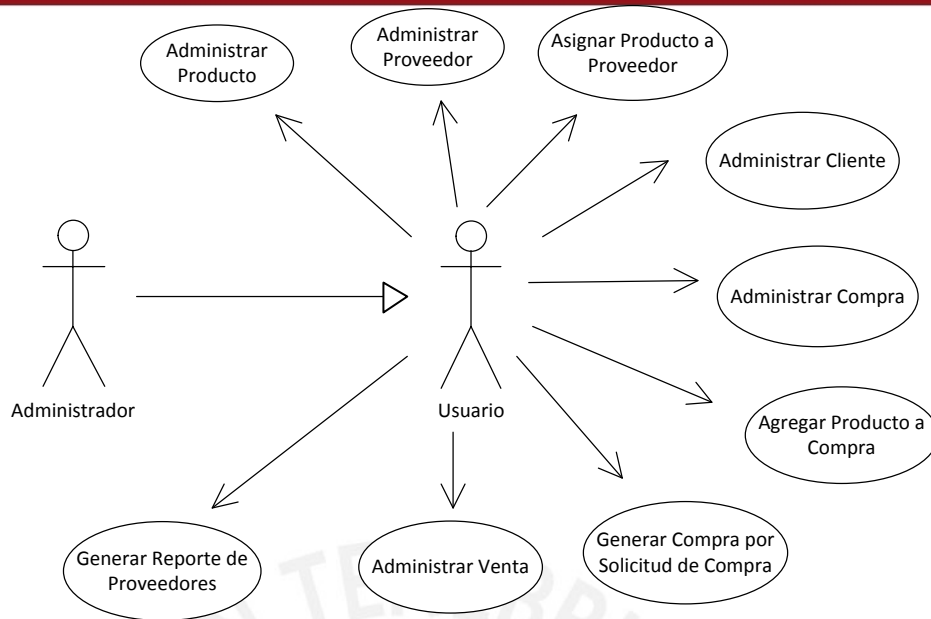 Administrar
Producto
Administrar
Proveedor
Asignar Producto a
Proveedor
Administrar Cliente
Administrar Compra
Agregar Producto a
Compra
Generar Compra por
Solicitud de Compra
Administrar Venta
Generar Reporte de
Proveedores
Administrador
Usuario